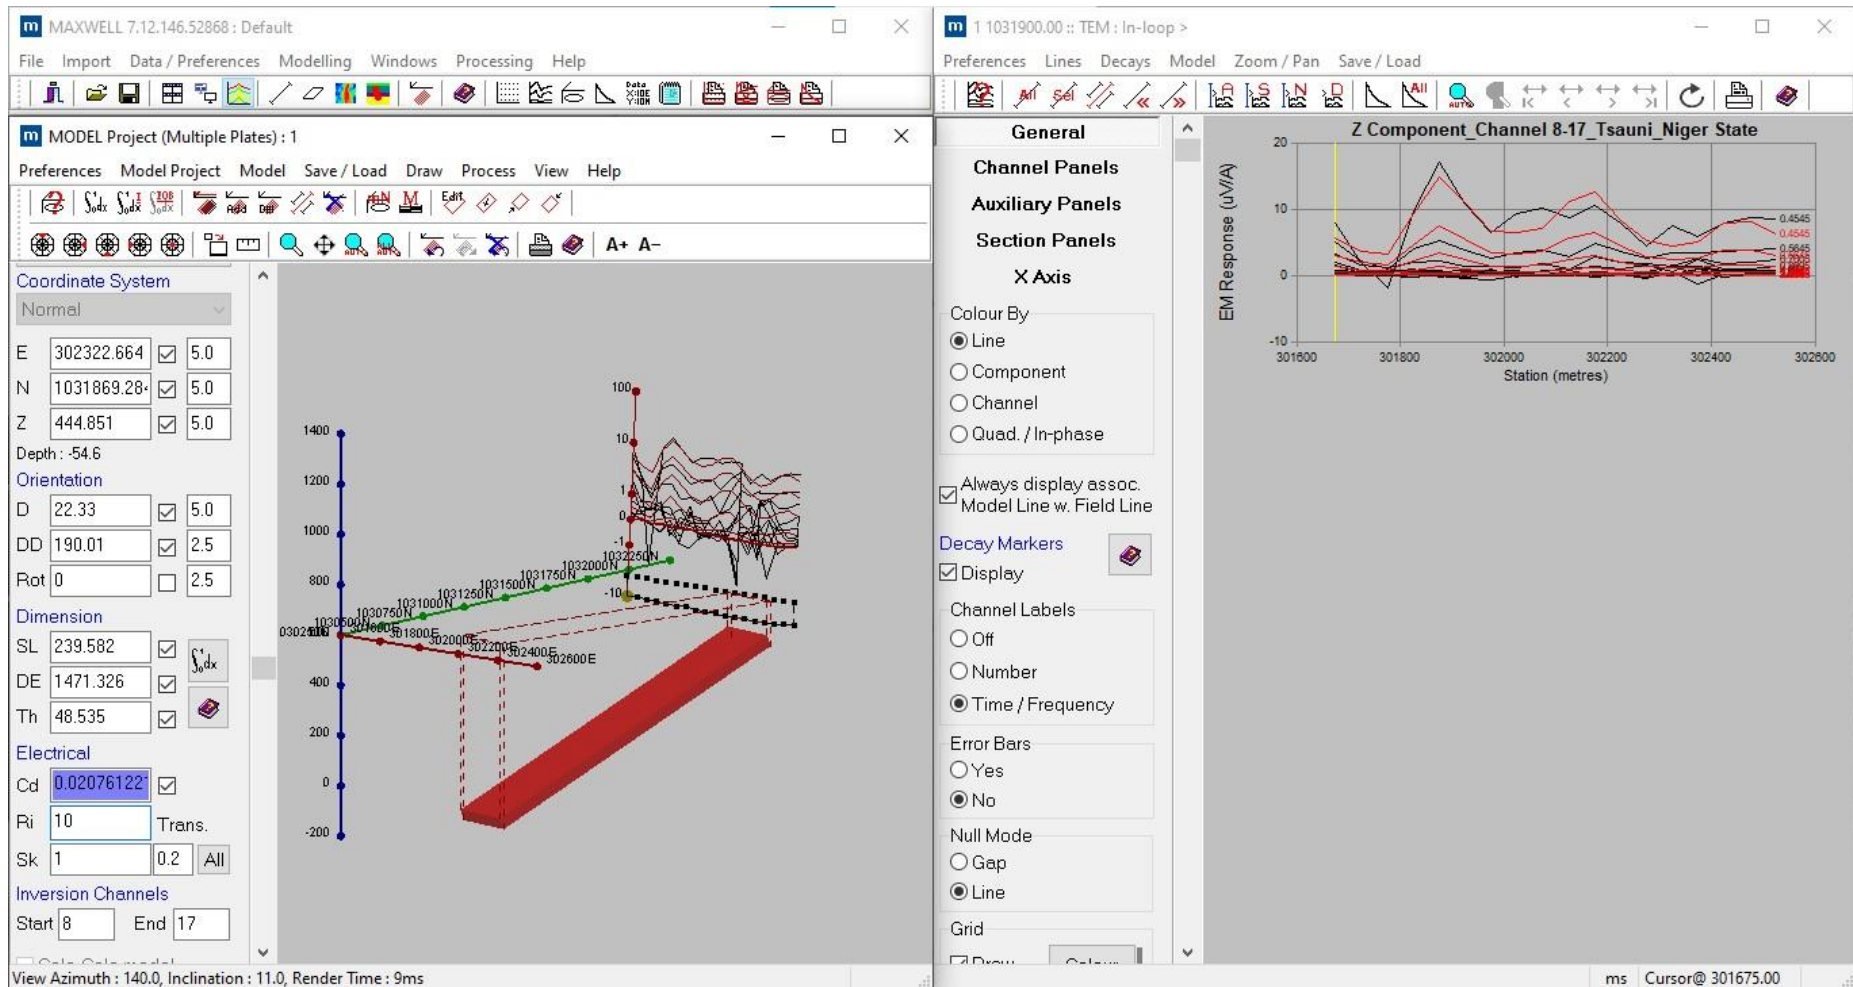 MAXWELL 7.12.146.52868 : Default
File Import Data / Preferences Modelling Windows Processing Help
MODEL Project (Multiple Plates) : 1
Preferences Model Project Model Save / Load Draw Process View Help
Edit
Add
A+ A-
Coordinate System
Normal
E 302322.664 5.0
N 1031869.28 5.0
Z 444.851 5.0
Depth : -54.6
Orientation
D 22.33 5.0
DD 190.01 2.5
Rot 0 2.5
Dimension
SL 239.582
DE 1471.326
Th 48.535
Electrical
Cd 0.02076122
Ri 10 Trans.
Sk 1 0.2 All
Inversion Channels
Start 8 End 17
View Azimuth : 140.0, Inclination : 11.0, Render Time : 9ms
1400
1200
1000
800
400
200
0
-200
100
10
1
0
-1
-10
1030500N
1030750N
1031000N
1031250N
1031500N
1031750N
1032000N
1032250N
301800E
302000E
302200E
302400E
302600E
1 1031900.00 :: TEM : In-loop >
Preferences Lines Decays Model Zoom / Pan Save / Load
All Sel
General
Channel Panels
Auxiliary Panels
Section Panels
X Axis
Colour By
Line
Component
Channel
Quad. / In-phase
Always display assoc.
Model Line w. Field Line
Decay Markers
Display
Channel Labels
Off
Number
Time / Frequency
Error Bars
Yes
No
Null Mode
Gap
Line
Grid
Draw Colour
Z Component_Channel 8-17_Tsauni_Niger State
EM Response (uV/A)
20
10
0
-10
0.4545
0.4545
0.5645
301600 301800 302000 302200 302400 302600
Station (metres)
ms Cursor@ 301675.00